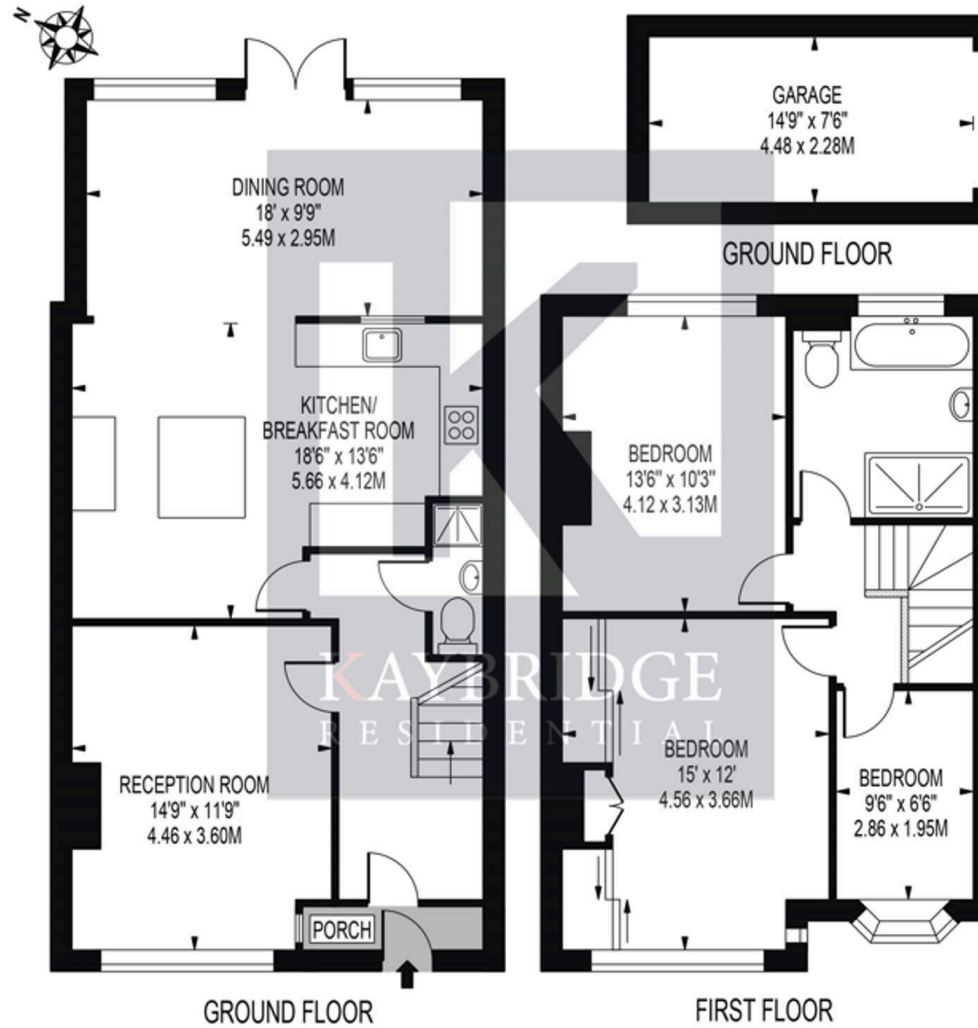 N
DINING ROOM
18' x 9'9"
5.49 x 2.95M
KITCHEN/
BREAKFAST ROOM
18'6" x 13'6"
5.66 x 4.12M
RECEPTION ROOM
14'9" x 11'9"
4.46 x 3.60M
PORCH
GROUND FLOOR
GARAGE
14'9" x 7'6"
4.48 x 2.28M
GROUND FLOOR
BEDROOM
13'6" x 10'3"
4.12 x 3.13M
BEDROOM
15' x 12'
4.56 x 3.66M
BEDROOM
9'6" x 6'6"
2.86 x 1.95M
FIRST FLOOR
K
KAYBRIDGE
RESIDENTIAL